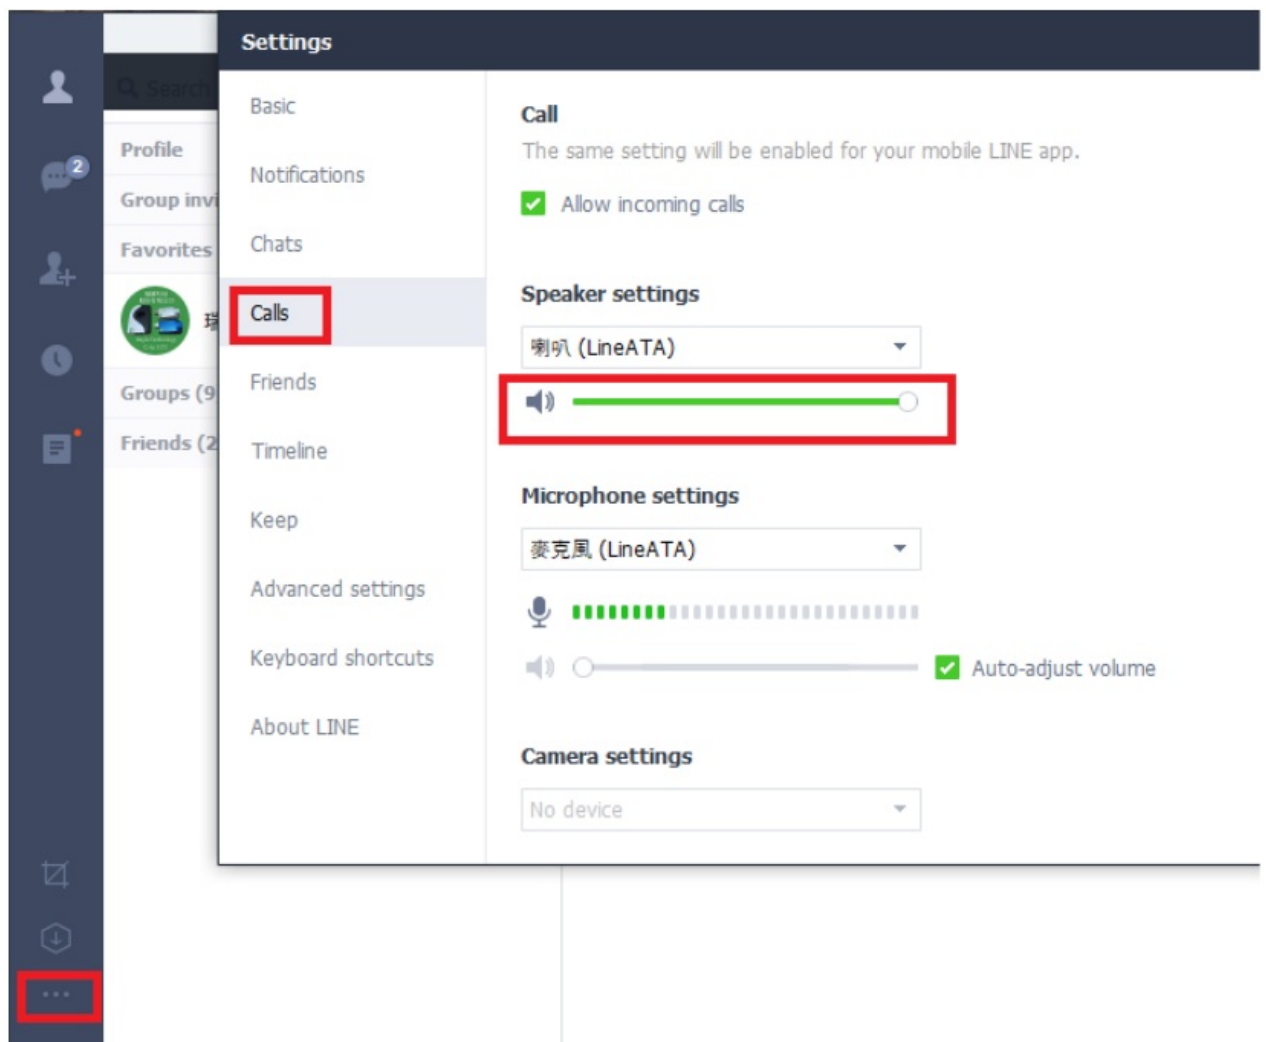 Settings
Search
2
Profile
Group invi
Favorites
Groups (9
Friends (2
Basic
Notifications
Chats
Calls
Friends
Timeline
Keep
Advanced settings
Keyboard shortcuts
About LINE
Call
The same setting will be enabled for your mobile LINE app.
Allow incoming calls
Speaker settings
喇叭 (LineATA)
Microphone settings
麥克風 (LineATA)
Auto-adjust volume
Camera settings
No device